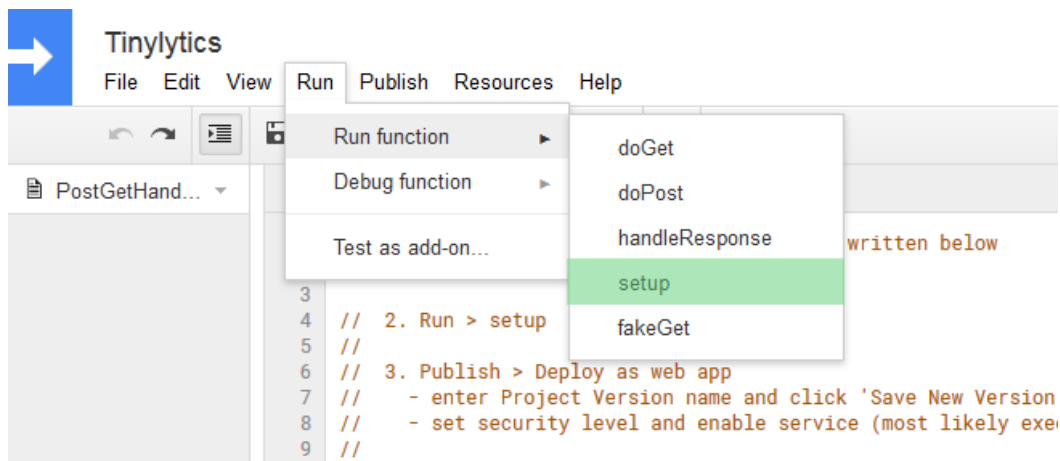 Tinylytics
File Edit View Run Publish Resources Help
Run function
Debug function
Test as add-on...
doGet
doPost
handleResponse
setup
fakeGet
PostGetHand...
written below
3
4 // 2. Run > setup
5 //
6 // 3. Publish > Deploy as web app
7 // - enter Project Version name and click 'Save New Version
8 // - set security level and enable service (most likely exe
9 //